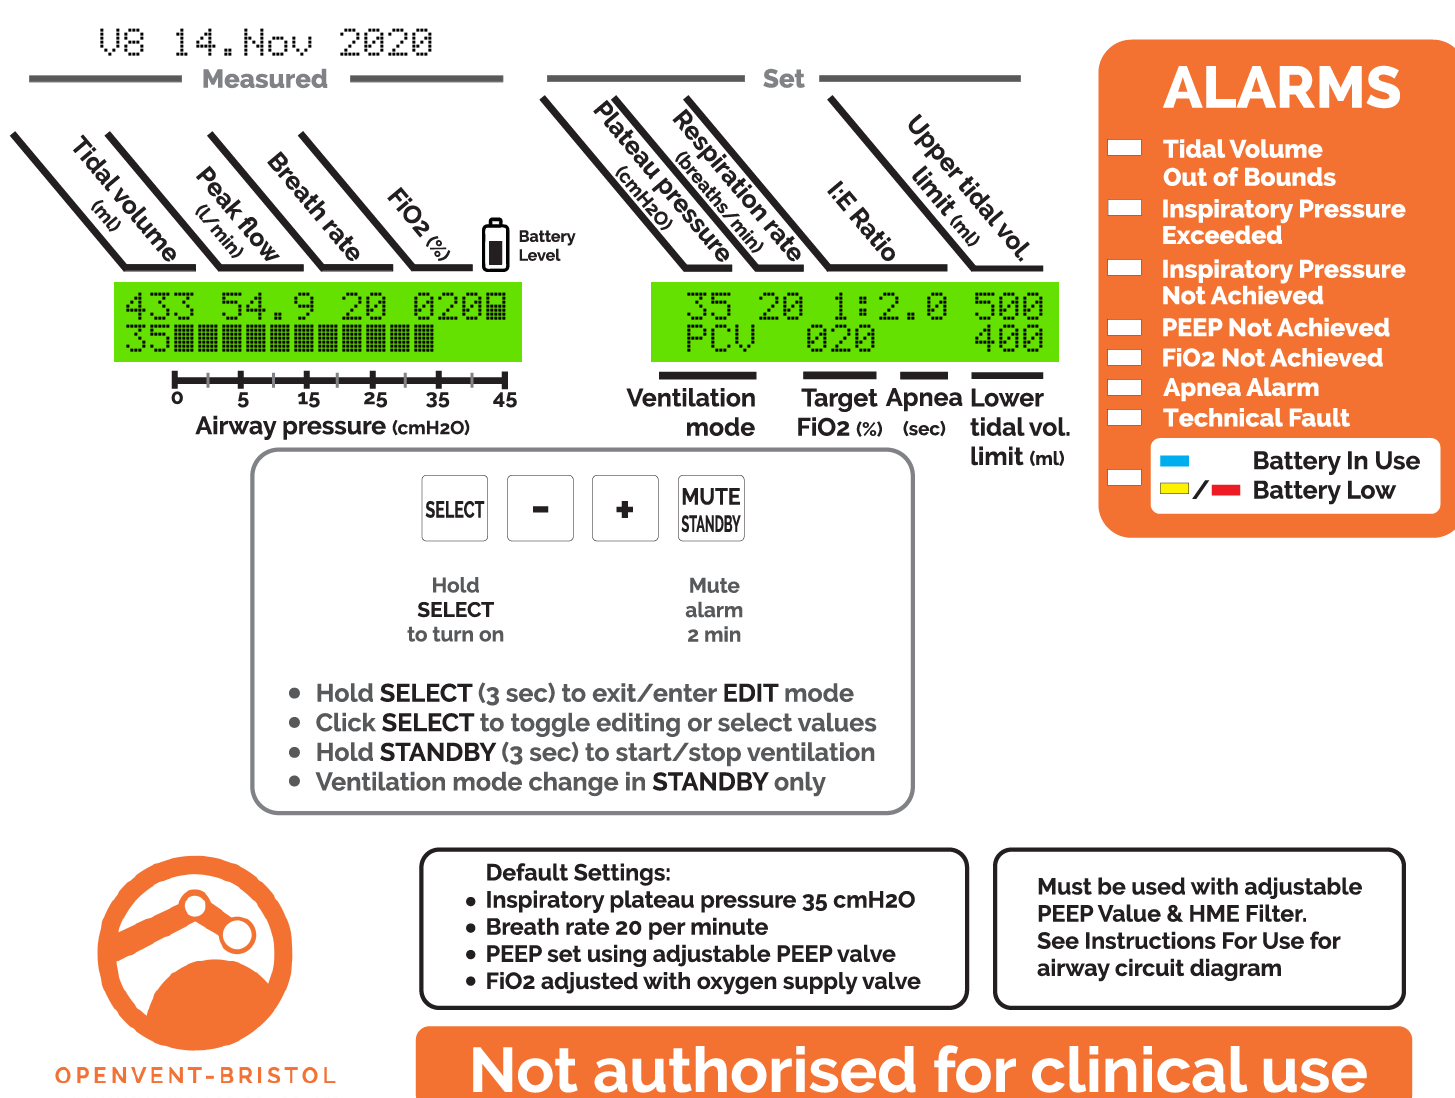 V8 14.Nov 2020
Measured
Set
Tidal volume
(ml)
Peak flow
(l/min)
Breath rate
FiO2 (%)
Battery
Level
Plateau pressure
(cmH2O)
Respiration rate
(breaths/min)
I:E Ratio
Upper tidal vol.
limit (ml)
433 54.9 20 020
35
35 20 1:2.0 500
PCV 020 400
0 5 15 25 35 45
Airway pressure (cmH2O)
Ventilation
mode
Target
FiO2 (%)
Apnea
(sec)
Lower
tidal vol.
limit (ml)
ALARMS
Tidal Volume
Out of Bounds
Inspiratory Pressure
Exceeded
Inspiratory Pressure
Not Achieved
PEEP Not Achieved
FiO2 Not Achieved
Apnea Alarm
Technical Fault
Battery In Use
/ Battery Low
SELECT
-
+
MUTE
STANDBY
Hold
SELECT
to turn on
Mute
alarm
2 min
• Hold SELECT (3 sec) to exit/enter EDIT mode
• Click SELECT to toggle editing or select values
• Hold STANDBY (3 sec) to start/stop ventilation
• Ventilation mode change in STANDBY only
OPENVENT-BRISTOL
Default Settings:
• Inspiratory plateau pressure 35 cmH2O
• Breath rate 20 per minute
• PEEP set using adjustable PEEP valve
• FiO2 adjusted with oxygen supply valve
Must be used with adjustable
PEEP Value & HME Filter.
See Instructions For Use for
airway circuit diagram
Not authorised for clinical use